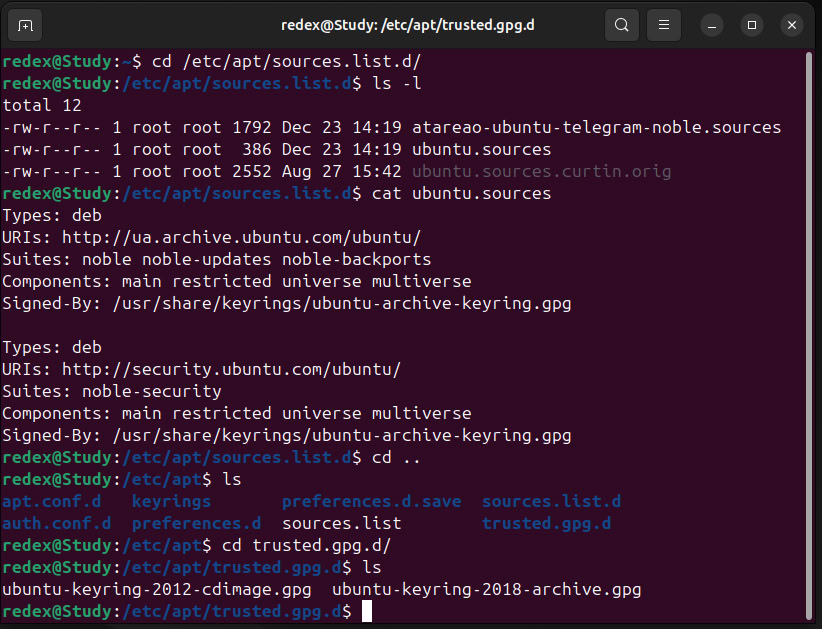 redex@Study: /etc/apt/trusted.gpg.d
redex@Study:~$ cd /etc/apt/sources.list.d/
redex@Study:/etc/apt/sources.list.d$ ls -l
total 12
-rw-r--r-- 1 root root 1792 Dec 23 14:19 atareao-ubuntu-telegram-noble.sources
-rw-r--r-- 1 root root  386 Dec 23 14:19 ubuntu.sources
-rw-r--r-- 1 root root 2552 Aug 27 15:42 ubuntu.sources.curtin.orig
redex@Study:/etc/apt/sources.list.d$ cat ubuntu.sources
Types: deb
URIs: http://ua.archive.ubuntu.com/ubuntu/
Suites: noble noble-updates noble-backports
Components: main restricted universe multiverse
Signed-By: /usr/share/keyrings/ubuntu-archive-keyring.gpg

Types: deb
URIs: http://security.ubuntu.com/ubuntu/
Suites: noble-security
Components: main restricted universe multiverse
Signed-By: /usr/share/keyrings/ubuntu-archive-keyring.gpg
redex@Study:/etc/apt/sources.list.d$ cd ..
redex@Study:/etc/apt$ ls
apt.conf.d   keyrings       preferences.d.save  sources.list.d
auth.conf.d  preferences.d  sources.list        trusted.gpg.d
redex@Study:/etc/apt$ cd trusted.gpg.d/
redex@Study:/etc/apt/trusted.gpg.d$ ls
ubuntu-keyring-2012-cdimage.gpg  ubuntu-keyring-2018-archive.gpg
redex@Study:/etc/apt/trusted.gpg.d$